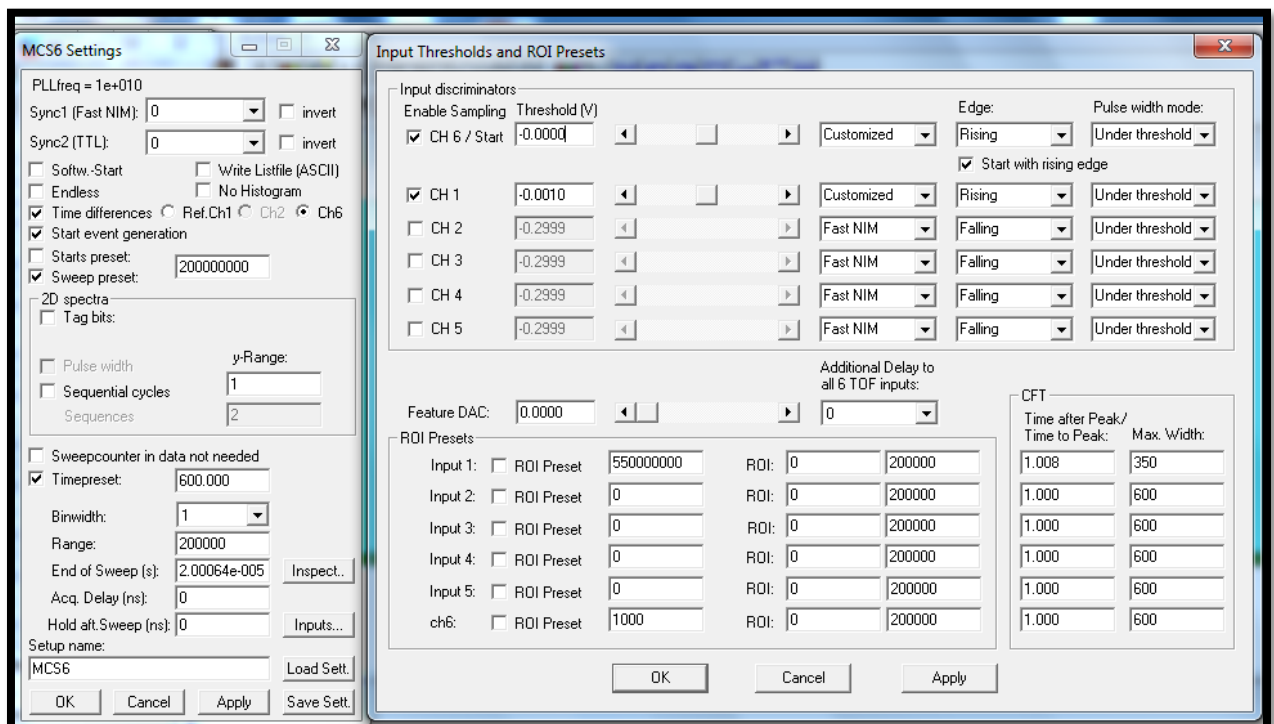 MCS6 Settings
PLLfreq = 1e+010
Sync1 (Fast NIM): 0 invert
Sync2 (TTL): 0 invert
Softw.-Start Write Listfile (ASCII)
Endless No Histogram
Time differences Ref.Ch1 Ch2 Ch6
Start event generation
Starts preset:
200000000
Sweep preset:
2D spectra
Tag bits:
y-Range:
Pulse width
1
Sequential cycles
Sequences 2
Sweepcounter in data not needed
Timepreset: 600.000
Binwidth: 1
Range: 200000
End of Sweep (s): 2.00064e-005 Inspect..
Acq. Delay (ns): 0
Hold aft.Sweep (ns): 0 Inputs...
Setup name:
MCS6 Load Sett.
OK Cancel Apply Save Sett.
Input Thresholds and ROI Presets
Input discriminators
Enable Sampling Threshold (V) Edge: Pulse width mode:
CH 6 / Start -0.0000 Customized Rising Under threshold
Start with rising edge
CH 1 -0.0010 Customized Rising Under threshold
CH 2 -0.2999 Fast NIM Falling Under threshold
CH 3 -0.2999 Fast NIM Falling Under threshold
CH 4 -0.2999 Fast NIM Falling Under threshold
CH 5 -0.2999 Fast NIM Falling Under threshold
Additional Delay to
all 6 TOF inputs:
Feature DAC: 0.0000 0
CFT
Time after Peak/
Time to Peak: Max. Width:
ROI Presets
Input 1: ROI Preset 550000000 ROI: 0 200000 1.008 350
Input 2: ROI Preset 0 ROI: 0 200000 1.000 600
Input 3: ROI Preset 0 ROI: 0 200000 1.000 600
Input 4: ROI Preset 0 ROI: 0 200000 1.000 600
Input 5: ROI Preset 0 ROI: 0 200000 1.000 600
ch6: ROI Preset 1000 ROI: 0 200000 1.000 600
OK Cancel Apply